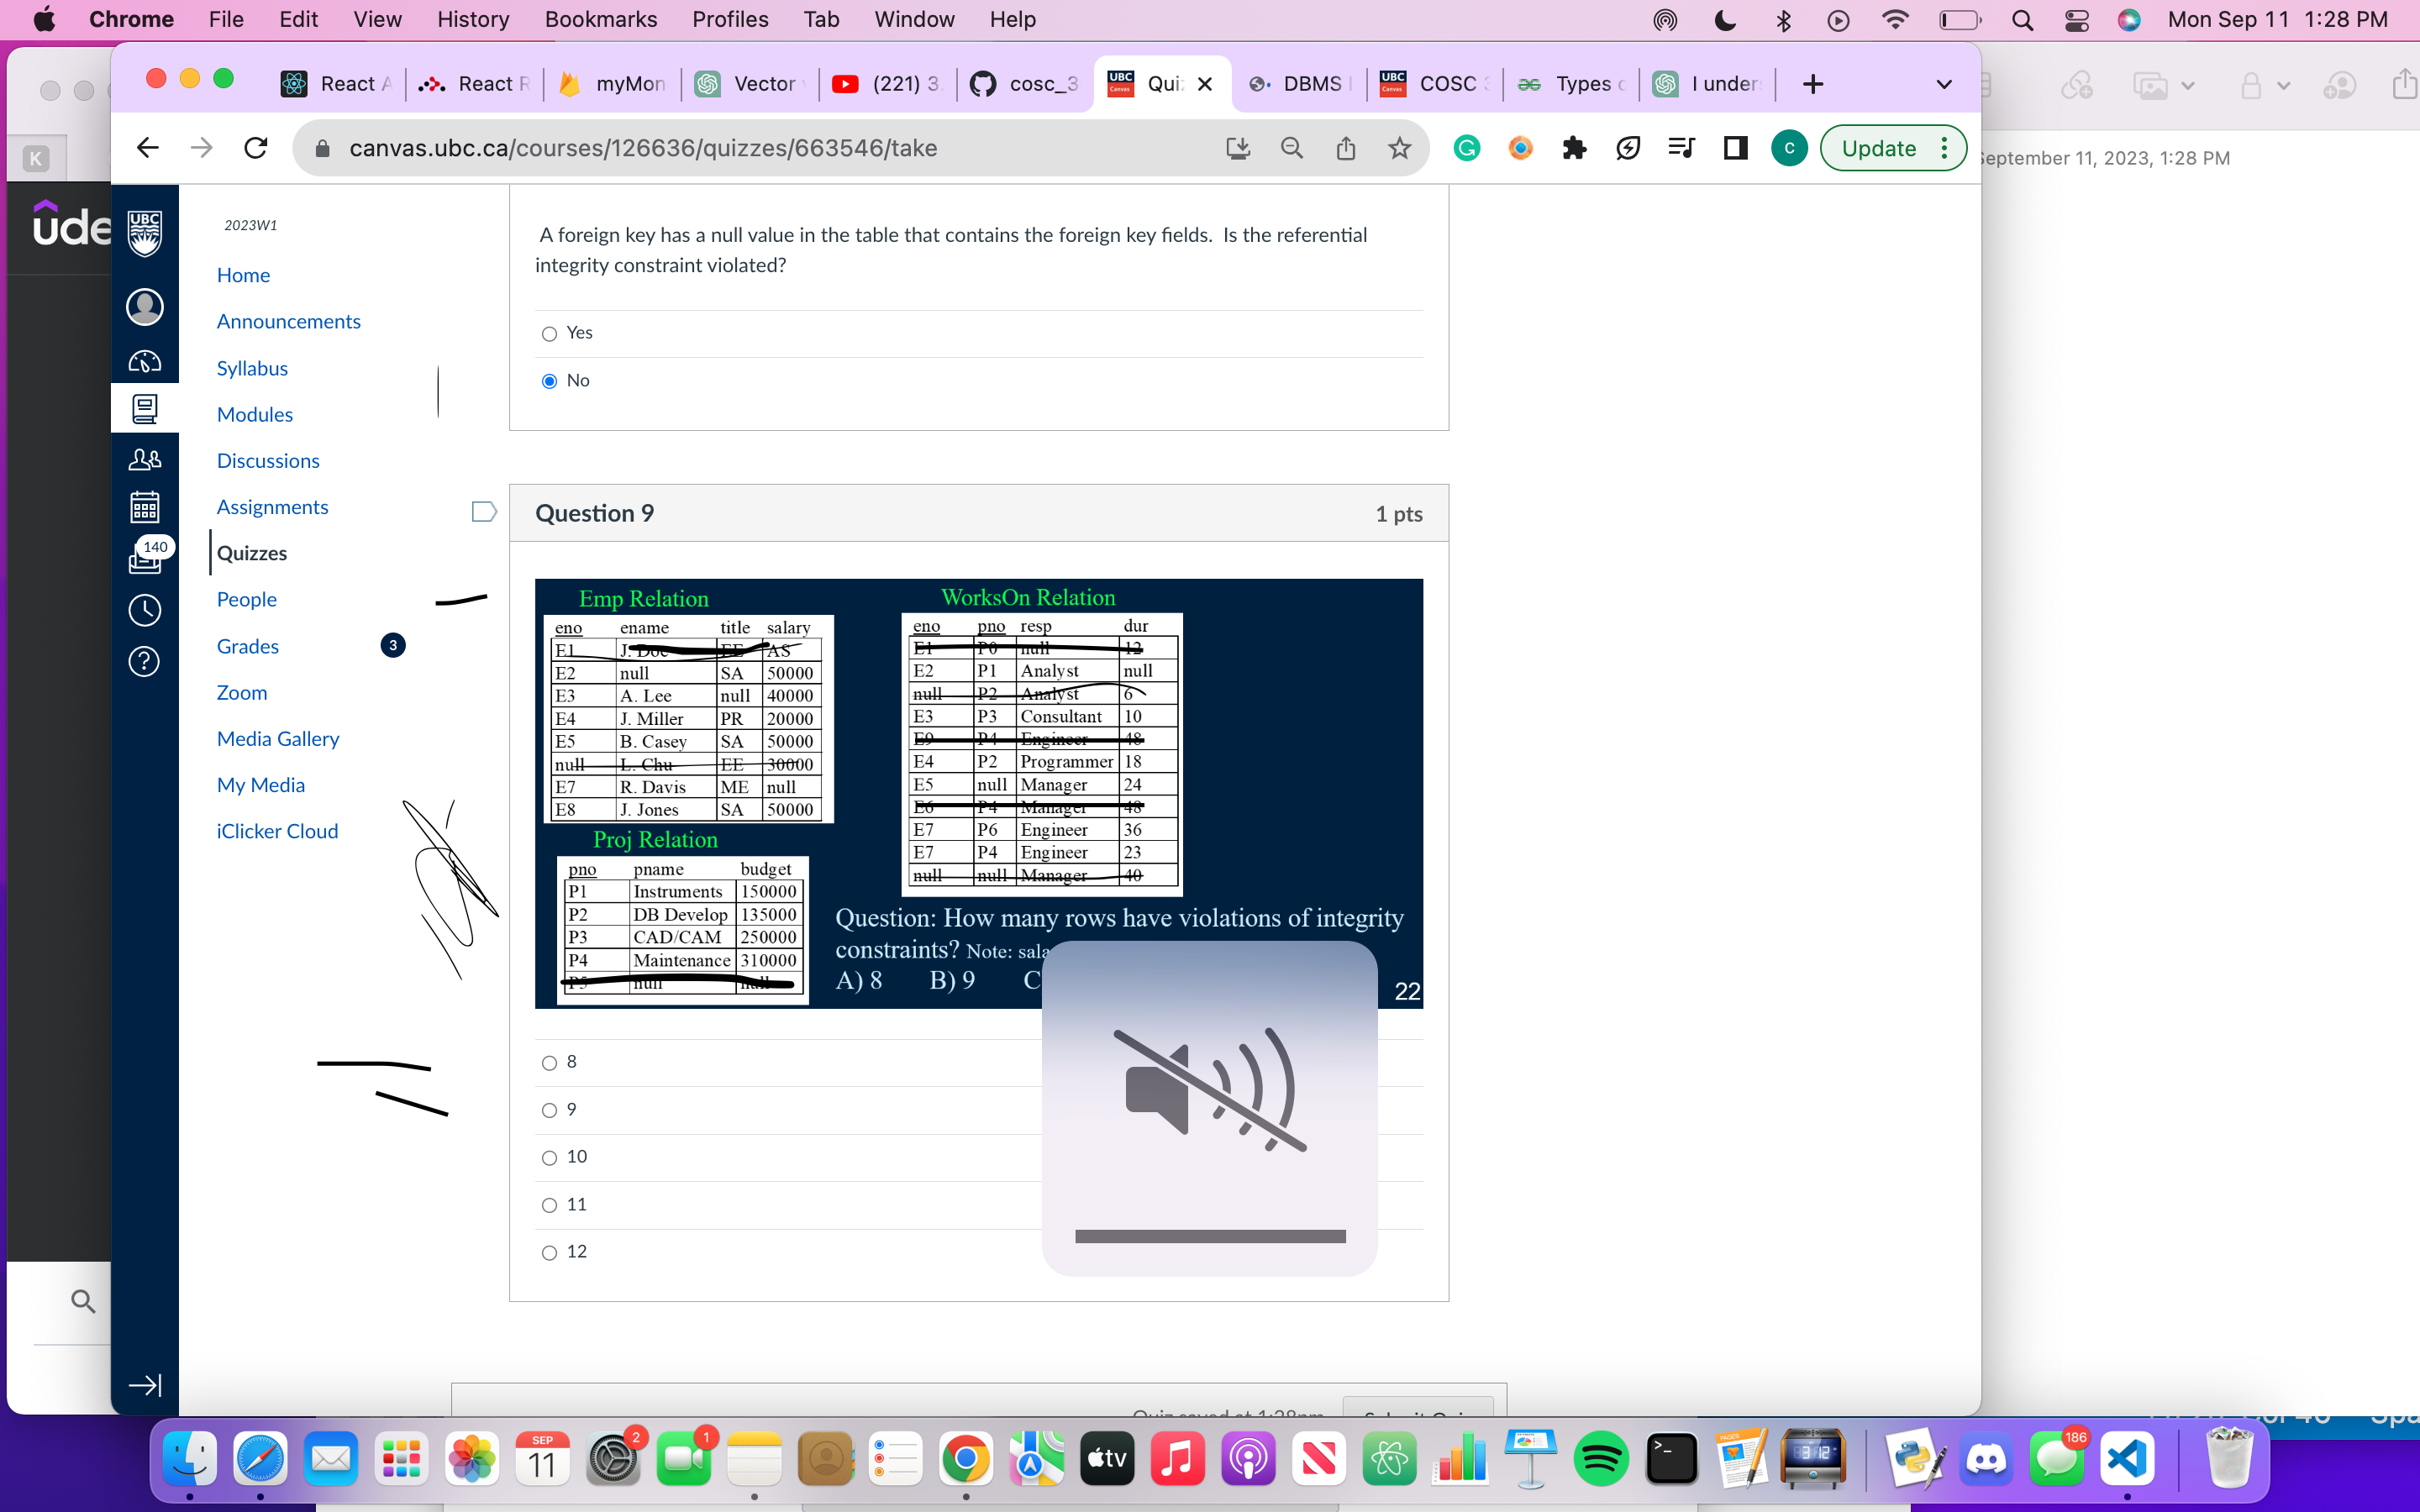 Chrome File Edit View History Bookmarks Profiles Tab Window Help Mon Sep 11 1:28 PM
React A React R myMon Vector (221) 3. cosc_3 Qui DBMS I COSC 3 Types c I under
canvas.ubc.ca/courses/126636/quizzes/663546/take
C Update
September 11, 2023, 1:28 PM
K
ude
UBC
140
2023W1
Home
Announcements
Syllabus
Modules
Discussions
Assignments
Quizzes
People
Grades 3
Zoom
Media Gallery
My Media
iClicker Cloud
A foreign key has a null value in the table that contains the foreign key fields. Is the referential
integrity constraint violated?
Yes
No
Question 9 1 pts
Emp Relation
eno ename title salary
E1 J. Doe EE AS
E2 null SA 50000
E3 A. Lee null 40000
E4 J. Miller PR 20000
E5 B. Casey SA 50000
null L. Chu EE 30000
E7 R. Davis ME null
E8 J. Jones SA 50000
Proj Relation
pno pname budget
P1 Instruments 150000
P2 DB Develop 135000
P3 CAD/CAM 250000
P4 Maintenance 310000
P5 null null
WorksOn Relation
eno pno resp dur
E1 P0 null 12
E2 P1 Analyst null
null P2 Analyst 6
E3 P3 Consultant 10
E9 P4 Engineer 48
E4 P2 Programmer 18
E5 null Manager 24
E6 P4 Manager 48
E7 P6 Engineer 36
E7 P4 Engineer 23
null null Manager 40
Question: How many rows have violations of integrity
constraints? Note: sala
A) 8 B) 9 C
22
8
9
10
11
12
Quiz saved at 1:28pm
SEP
11
2
1
tv
186